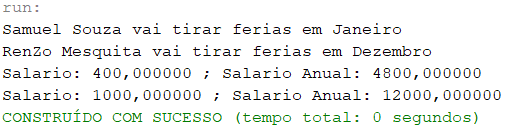 run:
Samuel Souza vai tirar ferias em Janeiro
RenZo Mesquita vai tirar ferias em Dezembro
Salario: 400,000000 ; Salario Anual: 4800,000000
Salario: 1000,000000 ; Salario Anual: 12000,000000
CONSTRUÍDO COM SUCESSO (tempo total: 0 segundos)